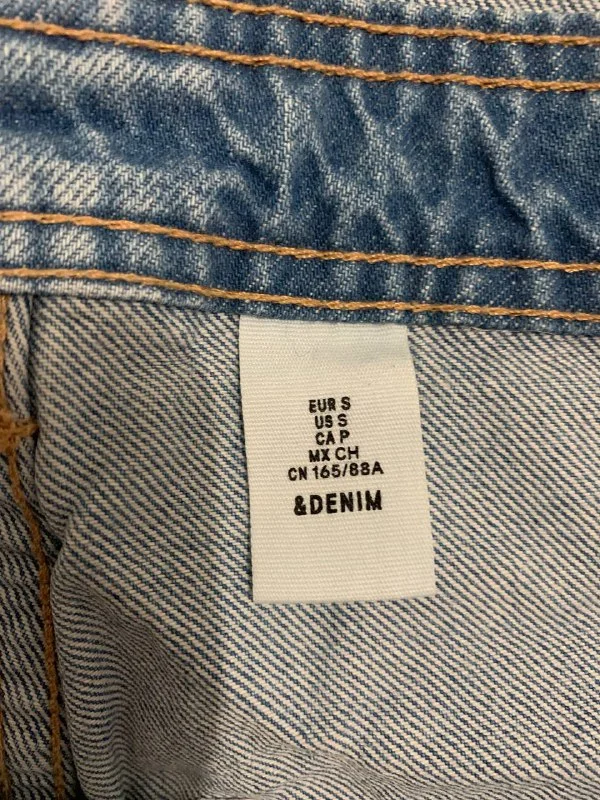 EUR S
US S
CA P
MX CH
CN 165/88A
&DENIM